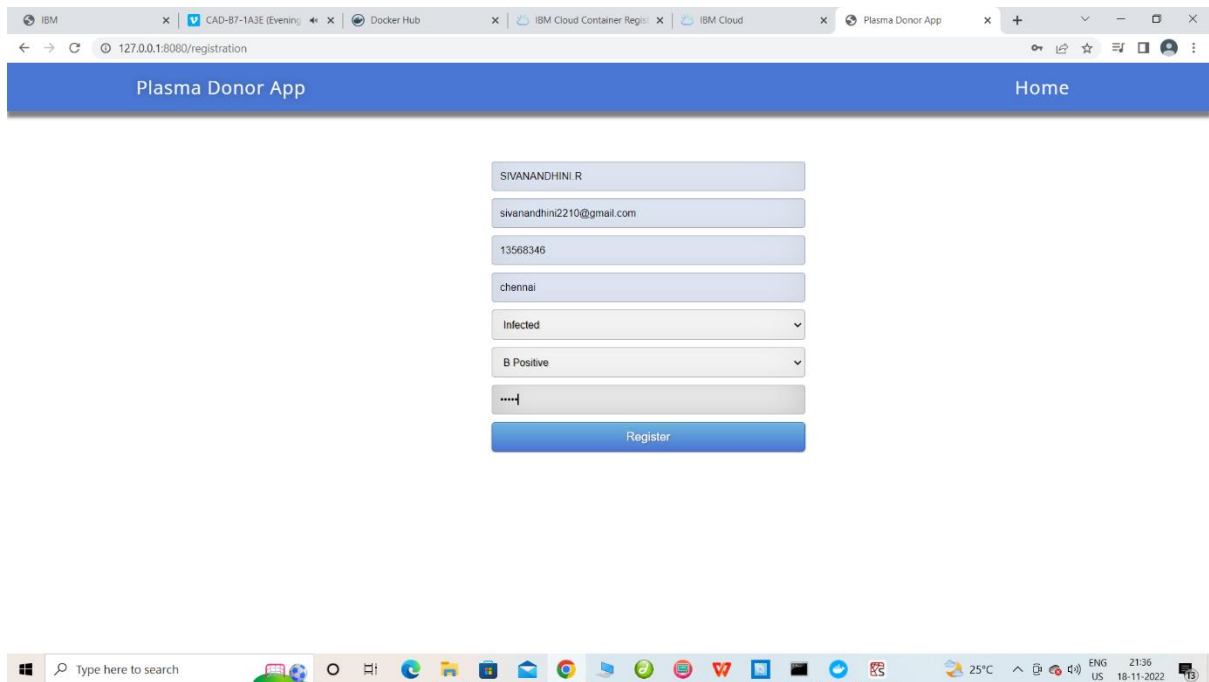 IBM
CAD-B7-1A3E (Evening
Docker Hub
IBM Cloud Container Regis
IBM Cloud
Plasma Donor App
127.0.0.1:8080/registration
Plasma Donor App
Home
SIVANANDHINI.R
sivanandhini2210@gmail.com
13568346
chennai
Infected
B Positive
•••••
Register
Type here to search
25°C
ENG
US
21:36
18-11-2022
13